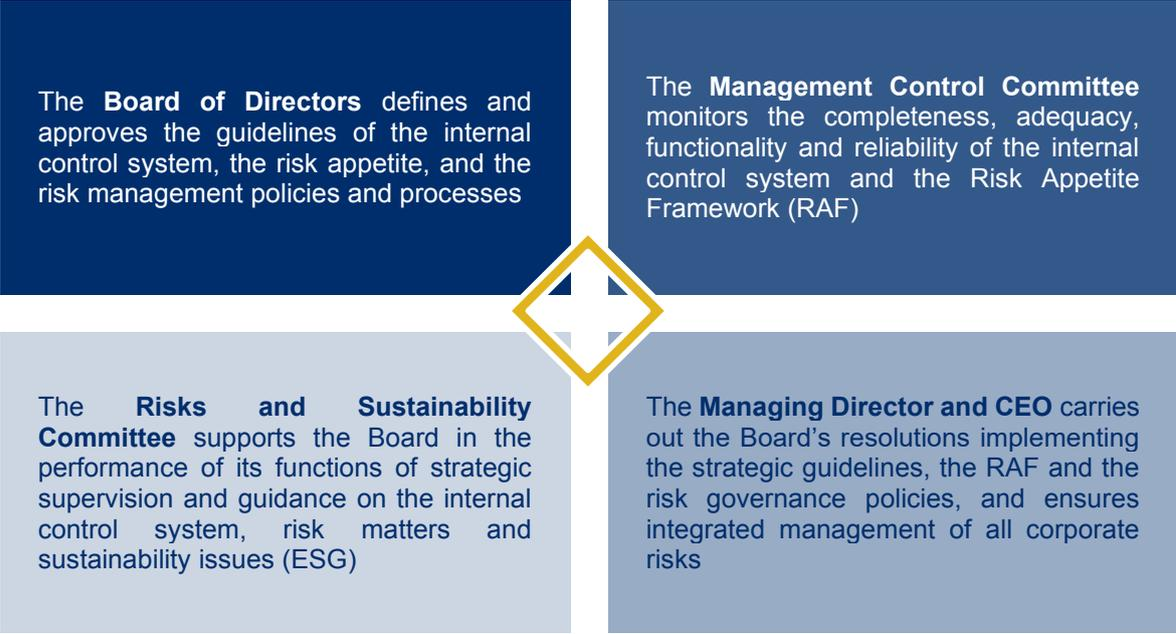 The Board of Directors defines and
approves the guidelines of the internal
control system, the risk appetite, and the
risk management policies and processes
The Management Control Committee
monitors the completeness, adequacy,
functionality and reliability of the internal
control system and the Risk Appetite
Framework (RAF)
The Risks and Sustainability
Committee supports the Board in the
performance of its functions of strategic
supervision and guidance on the internal
control system, risk matters and
sustainability issues (ESG)
The Managing Director and CEO carries
out the Board’s resolutions implementing
the strategic guidelines, the RAF and the
risk governance policies, and ensures
integrated management of all corporate
risks